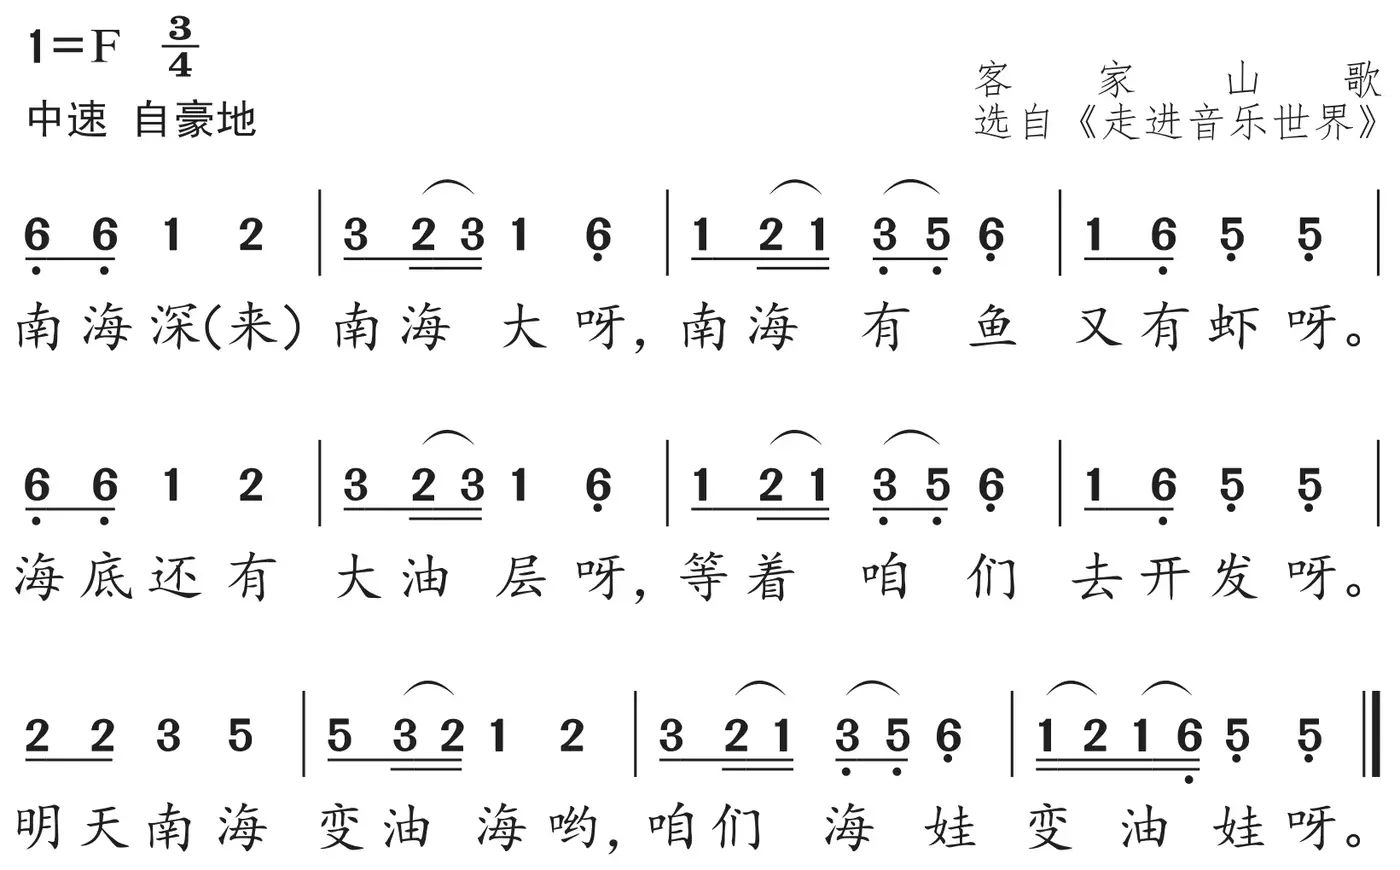 1=F 3/4
客家山歌
中速 自豪地
选自《走进音乐世界》
6̣ 6̣ 1 2 | 3 2 3 1 6̣ | 1 2 1 3̣ 5̣ 6̣ | 1 6̣ 5̣ 5̣ |
南海深(来) 南海大呀, 南海有鱼又有虾呀。
6̣ 6̣ 1 2 | 3 2 3 1 6̣ | 1 2 1 3̣ 5̣ 6̣ | 1 6̣ 5̣ 5̣ |
海底还有大油层呀, 等着咱们去开发呀。
2 2 3 5 | 5 3 2 1 2 | 3 2 1 3̣ 5̣ 6̣ | 1 2 1 6̣ 5̣ 5̣ ‖
明天南海变油海哟, 咱们海娃变油娃呀。